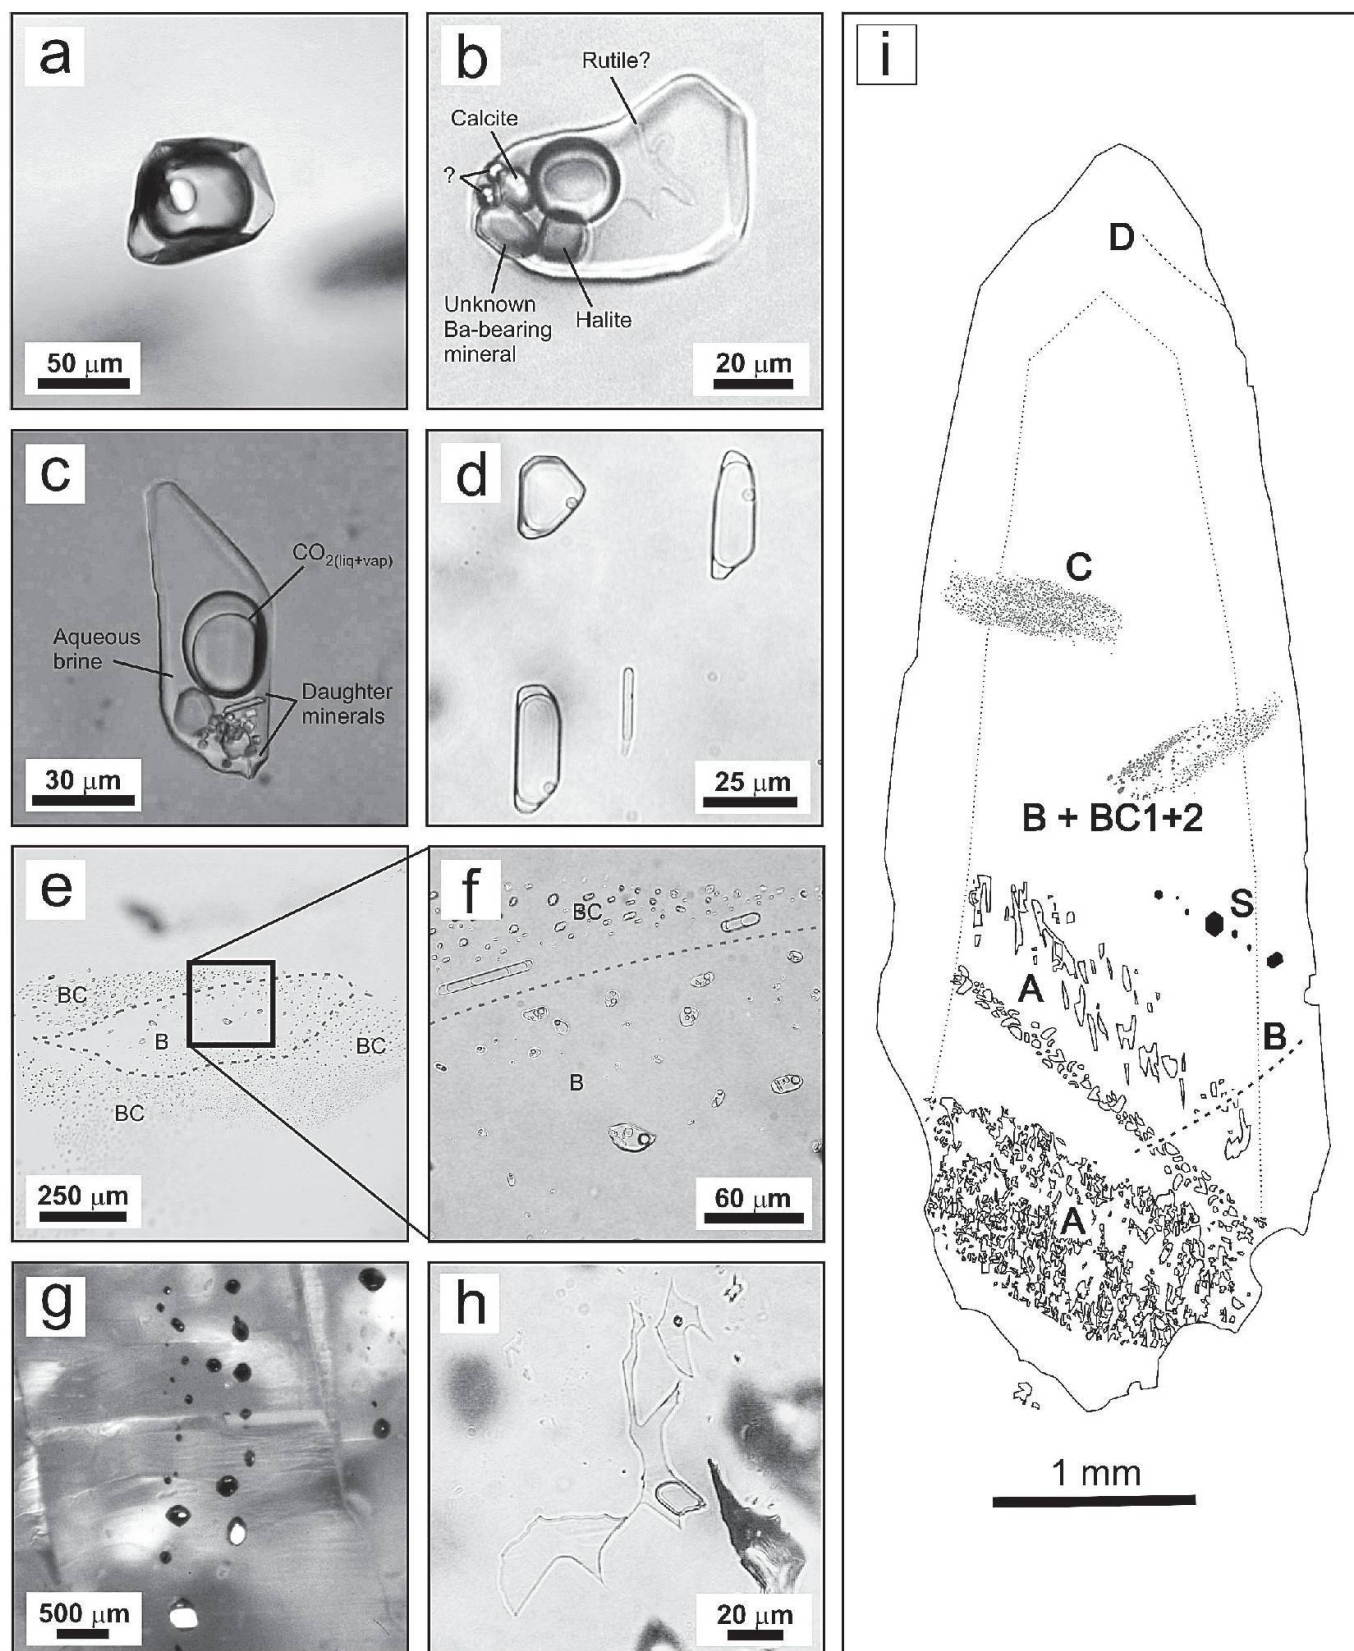 a
50 μm
b
Rutile?
Calcite
?
Unknown
Ba-bearing
mineral
Halite
20 μm
c
CO2(liq+vap)
Aqueous
brine
Daughter
minerals
30 μm
d
25 μm
e
BC
B
BC
BC
250 μm
f
BC
B
60 μm
g
500 μm
h
20 μm
i
D
C
B + BC1+2
S
A
B
A
1 mm